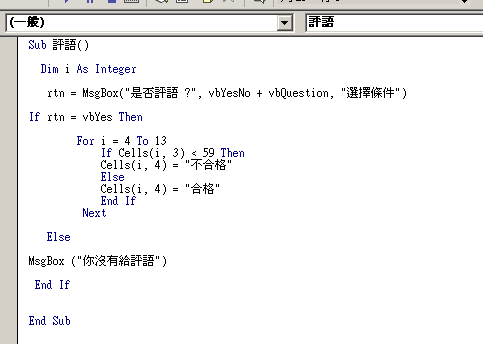 (一般)
評語
Sub 評語()
Dim i As Integer
rtn = MsgBox("是否評語 ?", vbYesNo + vbQuestion, "選擇條件")
If rtn = vbYes Then
For i = 4 To 13
If Cells(i, 3) < 59 Then
Cells(i, 4) = "不合格"
Else
Cells(i, 4) = "合格"
End If
Next
Else
MsgBox ("你沒有給評語")
End If
End Sub